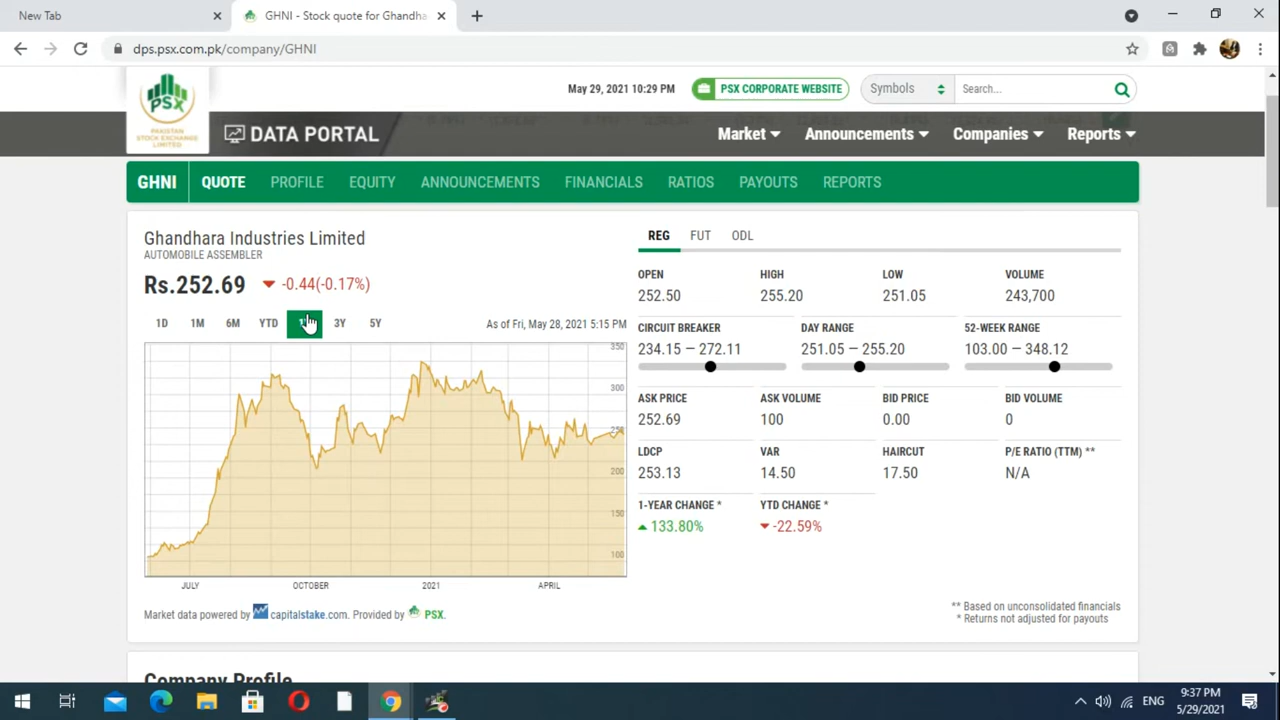 New Tab
GHNI - Stock quote for Ghandha
dps.psx.com.pk/company/GHNI
PSX
PAKISTAN
STOCK EXCHANGE
LIMITED
May 29, 2021 10:29 PM
PSX CORPORATE WEBSITE
Symbols
Search...
DATA PORTAL
Market
Announcements
Companies
Reports
GHNI
QUOTE
PROFILE
EQUITY
ANNOUNCEMENTS
FINANCIALS
RATIOS
PAYOUTS
REPORTS
Ghandhara Industries Limited
AUTOMOBILE ASSEMBLER
Rs.252.69
-0.44(-0.17%)
1D
1M
6M
YTD
3Y
5Y
As of Fri, May 28, 2021 5:15 PM
350
300
250
200
150
100
JULY
OCTOBER
2021
APRIL
Market data powered by capitalstake.com. Provided by PSX.
REG
FUT
ODL
OPEN
252.50
HIGH
255.20
LOW
251.05
VOLUME
243,700
CIRCUIT BREAKER
234.15 — 272.11
DAY RANGE
251.05 — 255.20
52-WEEK RANGE
103.00 — 348.12
ASK PRICE
252.69
ASK VOLUME
100
BID PRICE
0.00
BID VOLUME
0
LDCP
253.13
VAR
14.50
HAIRCUT
17.50
P/E RATIO (TTM) **
N/A
1-YEAR CHANGE *
133.80%
YTD CHANGE *
-22.59%
** Based on unconsolidated financials
* Returns not adjusted for payouts
Company Profile
ENG
9:37 PM
5/29/2021